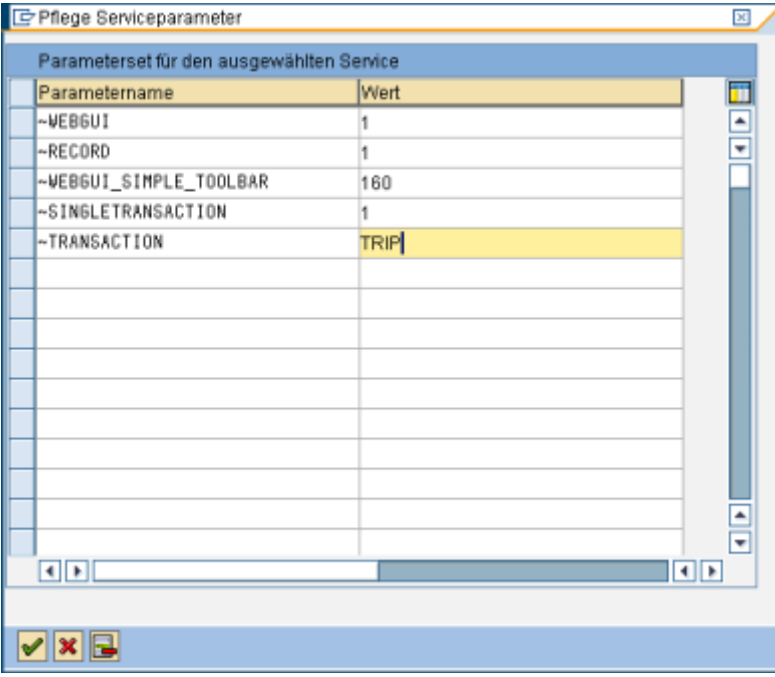 Pflege Serviceparameter
Parameterset für den ausgewählten Service
Parametername Wert
~WEBGUI 1
~RECORD 1
~WEBGUI_SIMPLE_TOOLBAR 160
~SINGLETRANSACTION 1
~TRANSACTION TRIP